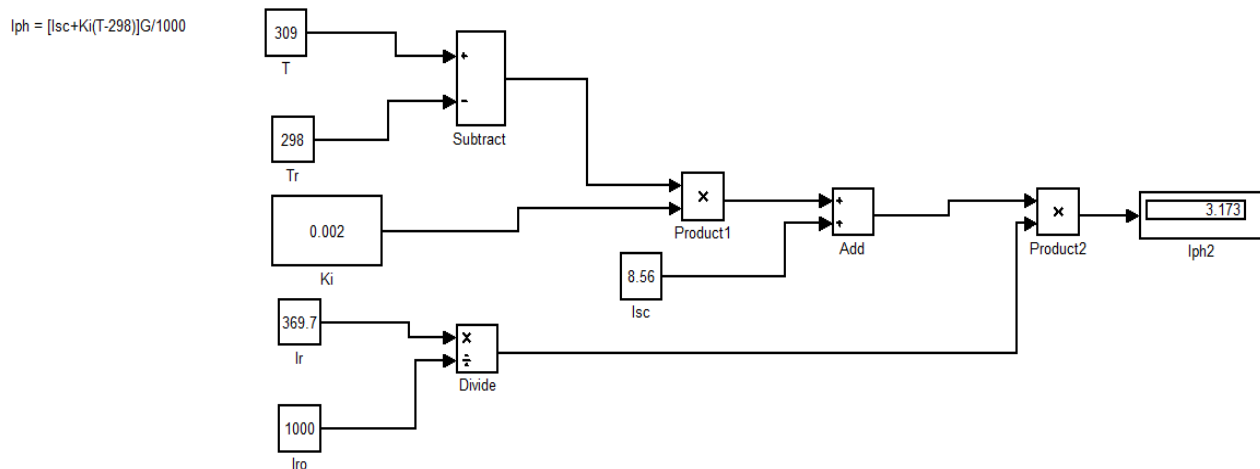 Iph = [Isc+Ki(T-298)]G/1000
309
T
+
-
Subtract
298
Tr
0.002
Ki
×
Product1
8.56
Isc
+
+
Add
×
Product2
3.173
Iph2
369.7
Ir
×
÷
Divide
1000
Iro